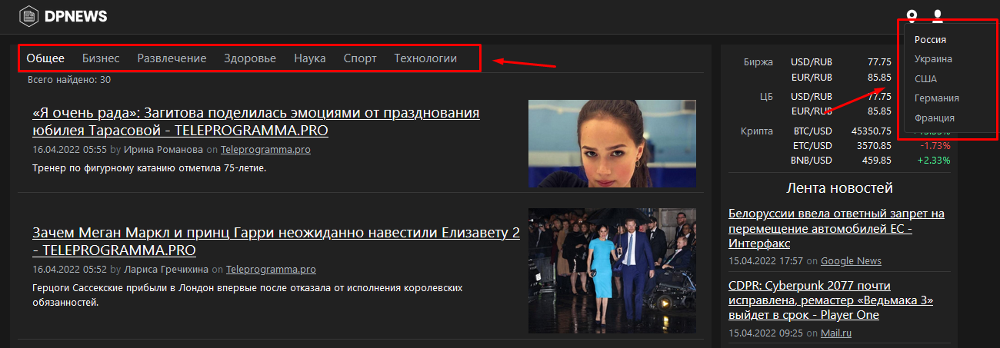 DPNEWS
Общее Бизнес Развлечение Здоровье Наука Спорт Технологии
Всего найдено: 30
«Я очень рада»: Загитова поделилась эмоциями от празднования
юбилея Тарасовой - TELEPROGRAMMA.PRO
16.04.2022 05:55 by Ирина Романова on Teleprogramma.pro
Тренер по фигурному катанию отметила 75-летие.
Зачем Меган Маркл и принц Гарри неожиданно навестили Елизавету 2
- TELEPROGRAMMA.PRO
16.04.2022 05:52 by Лариса Гречихина on Teleprogramma.pro
Герцоги Сассекские прибыли в Лондон впервые после отказала от исполнения королевских
обязанностей.
Россия
Украина
США
Германия
Франция
Биржа USD/RUB 77.75
EUR/RUB 85.85
ЦБ USD/RUB 77.75
EUR/RUB 85.85
Крипта BTC/USD 45350.75
ETC/USD 3570.85 -1.73%
BNB/USD 459.85 +2.33%
Лента новостей
Белоруссии ввела ответный запрет на
перемещение автомобилей ЕС -
Интерфакс
15.04.2022 17:57 on Google News
CDPR: Cyberpunk 2077 почти
исправлена, ремастер «Ведьмака 3»
выйдет в срок - Player One
15.04.2022 09:25 on Mail.ru